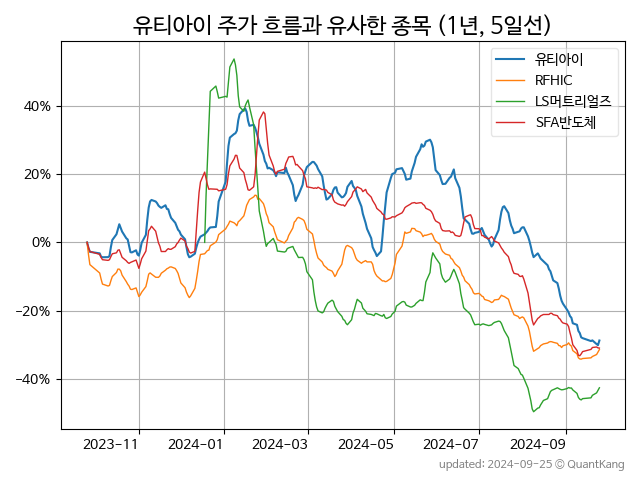 유티아이 주가 흐름과 유사한 종목 (1년, 5일선)
유티아이
RFHIC
LS머트리얼즈
SFA반도체
40%
20%
0%
−20%
−40%
2023−11
2024−01
2024−03
2024−05
2024−07
2024−09
updated: 2024-09-25 © QuantKang